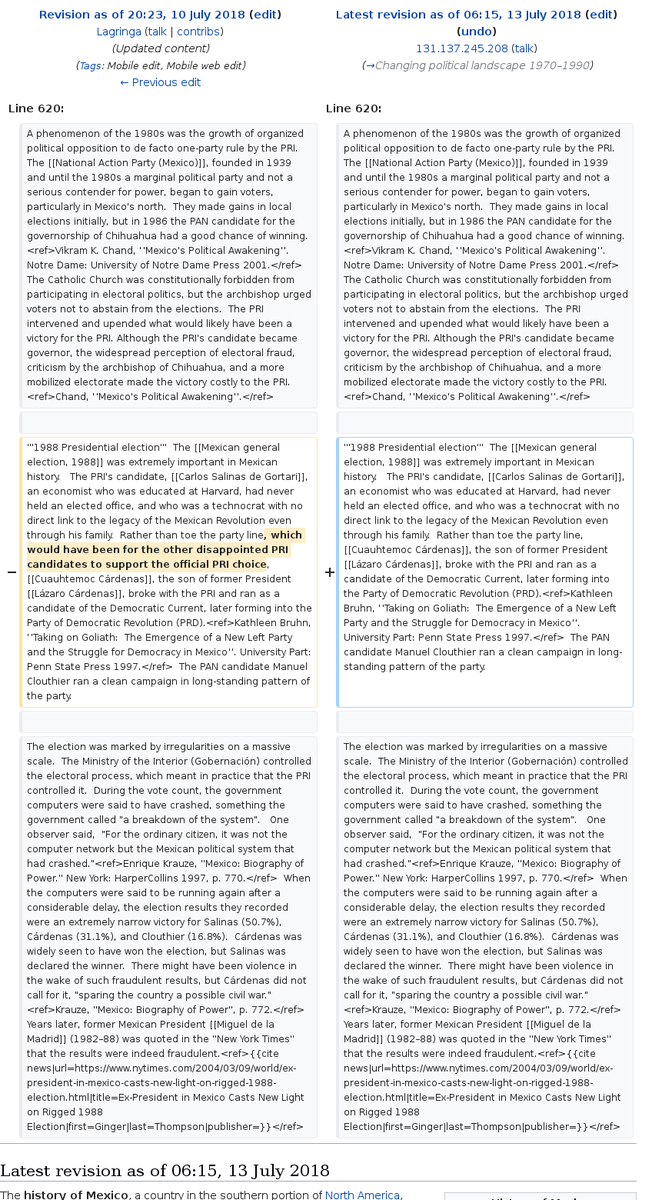 Revision as of 20:23, 10 July 2018 (edit)
Lagringa (talk | contribs)
(Updated content)
(Tags: Mobile edit, Mobile web edit)
← Previous edit
Latest revision as of 06:15, 13 July 2018 (edit)
(undo)
131.137.245.208 (talk)
(→Changing political landscape 1970–1990)
Line 620:
Line 620:
A phenomenon of the 1980s was the growth of organized
political opposition to de facto one-party rule by the PRI.
The [[National Action Party (Mexico)]], founded in 1939
and until the 1980s a marginal political party and not a
serious contender for power, began to gain voters,
particularly in Mexico's north.  They made gains in local
elections initially, but in 1986 the PAN candidate for the
governorship of Chihuahua had a good chance of winning.
<ref>Vikram K. Chand, ''Mexico's Political Awakening''.
Notre Dame: University of Notre Dame Press 2001.</ref>
The Catholic Church was constitutionally forbidden from
participating in electoral politics, but the archbishop urged
voters not to abstain from the elections.  The PRI
intervened and upended what would likely have been a
victory for the PRI. Although the PRI's candidate became
governor, the widespread perception of electoral fraud,
criticism by the archbishop of Chihuahua, and a more
mobilized electorate made the victory costly to the PRI.
<ref>Chand, ''Mexico's Political Awakening''.</ref>
A phenomenon of the 1980s was the growth of organized
political opposition to de facto one-party rule by the PRI.
The [[National Action Party (Mexico)]], founded in 1939
and until the 1980s a marginal political party and not a
serious contender for power, began to gain voters,
particularly in Mexico's north.  They made gains in local
elections initially, but in 1986 the PAN candidate for the
governorship of Chihuahua had a good chance of winning.
<ref>Vikram K. Chand, ''Mexico's Political Awakening''.
Notre Dame: University of Notre Dame Press 2001.</ref>
The Catholic Church was constitutionally forbidden from
participating in electoral politics, but the archbishop urged
voters not to abstain from the elections.  The PRI
intervened and upended what would likely have been a
victory for the PRI. Although the PRI's candidate became
governor, the widespread perception of electoral fraud,
criticism by the archbishop of Chihuahua, and a more
mobilized electorate made the victory costly to the PRI.
<ref>Chand, ''Mexico's Political Awakening''.</ref>
−
'''1988 Presidential election'''  The [[Mexican general
election, 1988]] was extremely important in Mexican
history.   The PRI's candidate, [[Carlos Salinas de Gortari]],
an economist who was educated at Harvard, had never
held an elected office, and who was a technocrat with no
direct link to the legacy of the Mexican Revolution even
through his family.  Rather than toe the party line, which
would have been for the other disappointed PRI
candidates to support the official PRI choice,
[[Cuauhtemoc Cárdenas]], the son of former President
[[Lázaro Cárdenas]], broke with the PRI and ran as a
candidate of the Democratic Current, later forming into the
Party of Democratic Revolution (PRD).<ref>Kathleen Bruhn,
''Taking on Goliath:  The Emergence of a New Left Party
and the Struggle for Democracy in Mexico''. University Part:
Penn State Press 1997.</ref>  The PAN candidate Manuel
Clouthier ran a clean campaign in long-standing pattern of
the party.
+
'''1988 Presidential election'''  The [[Mexican general
election, 1988]] was extremely important in Mexican
history.   The PRI's candidate, [[Carlos Salinas de Gortari]],
an economist who was educated at Harvard, had never
held an elected office, and who was a technocrat with no
direct link to the legacy of the Mexican Revolution even
through his family.  Rather than toe the party line,
[[Cuauhtemoc Cárdenas]], the son of former President
[[Lázaro Cárdenas]], broke with the PRI and ran as a
candidate of the Democratic Current, later forming into
the Party of Democratic Revolution (PRD).<ref>Kathleen
Bruhn, ''Taking on Goliath:  The Emergence of a New Left
Party and the Struggle for Democracy in Mexico''.
University Part: Penn State Press 1997.</ref>  The PAN
candidate Manuel Clouthier ran a clean campaign in long-
standing pattern of the party.
The election was marked by irregularities on a massive
scale.  The Ministry of the Interior (Gobernación) controlled
the electoral process, which meant in practice that the PRI
controlled it.  During the vote count, the government
computers were said to have crashed, something the
government called "a breakdown of the system".   One
observer said,  "For the ordinary citizen, it was not the
computer network but the Mexican political system that
had crashed."<ref>Enrique Krauze, ''Mexico: Biography of
Power.'' New York: HarperCollins 1997, p. 770.</ref>  When
the computers were said to be running again after a
considerable delay, the election results they recorded
were an extremely narrow victory for Salinas (50.7%),
Cárdenas (31.1%), and Clouthier (16.8%).  Cárdenas was
widely seen to have won the election, but Salinas was
declared the winner.  There might have been violence in
the wake of such fraudulent results, but Cárdenas did not
call for it, "sparing the country a possible civil war."
<ref>Krauze, ''Mexico: Biography of Power'', p. 772.</ref>
Years later, former Mexican President [[Miguel de la
Madrid]] (1982–88) was quoted in the ''New York Times''
that the results were indeed fraudulent.<ref>{{cite
news|url=https://www.nytimes.com/2004/03/09/world/ex-
president-in-mexico-casts-new-light-on-rigged-1988-
election.html|title=Ex-President in Mexico Casts New Light
on Rigged 1988
Election|first=Ginger|last=Thompson|publisher=}}</ref>
The election was marked by irregularities on a massive
scale.  The Ministry of the Interior (Gobernación) controlled
the electoral process, which meant in practice that the PRI
controlled it.  During the vote count, the government
computers were said to have crashed, something the
government called "a breakdown of the system".   One
observer said,  "For the ordinary citizen, it was not the
computer network but the Mexican political system that
had crashed."<ref>Enrique Krauze, ''Mexico: Biography of
Power.'' New York: HarperCollins 1997, p. 770.</ref>  When
the computers were said to be running again after a
considerable delay, the election results they recorded
were an extremely narrow victory for Salinas (50.7%),
Cárdenas (31.1%), and Clouthier (16.8%).  Cárdenas was
widely seen to have won the election, but Salinas was
declared the winner.  There might have been violence in
the wake of such fraudulent results, but Cárdenas did not
call for it, "sparing the country a possible civil war."
<ref>Krauze, ''Mexico: Biography of Power'', p. 772.</ref>
Years later, former Mexican President [[Miguel de la
Madrid]] (1982–88) was quoted in the ''New York Times''
that the results were indeed fraudulent.<ref>{{cite
news|url=https://www.nytimes.com/2004/03/09/world/ex-
president-in-mexico-casts-new-light-on-rigged-1988-
election.html|title=Ex-President in Mexico Casts New Light
on Rigged 1988
Election|first=Ginger|last=Thompson|publisher=}}</ref>
Latest revision as of 06:15, 13 July 2018
The history of Mexico, a country in the southern portion of North America,